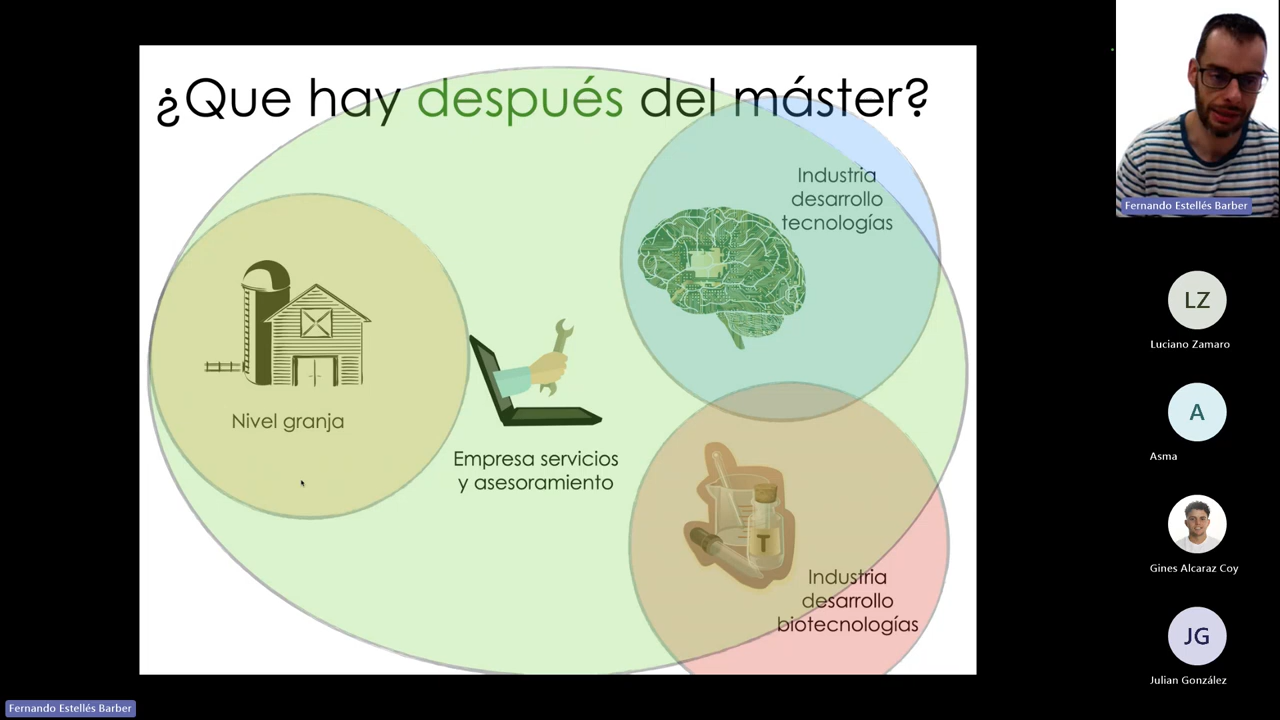 ¿Que hay después del máster?
Industria
desarrollo
tecnologías
Nivel granja
Empresa servicios
y asesoramiento
T
Industria
desarrollo
biotecnologías
Fernando Estellés Barber
LZ
Luciano Zamaro
A
Asma
Gines Alcaraz Coy
JG
Julian González
Fernando Estellés Barber